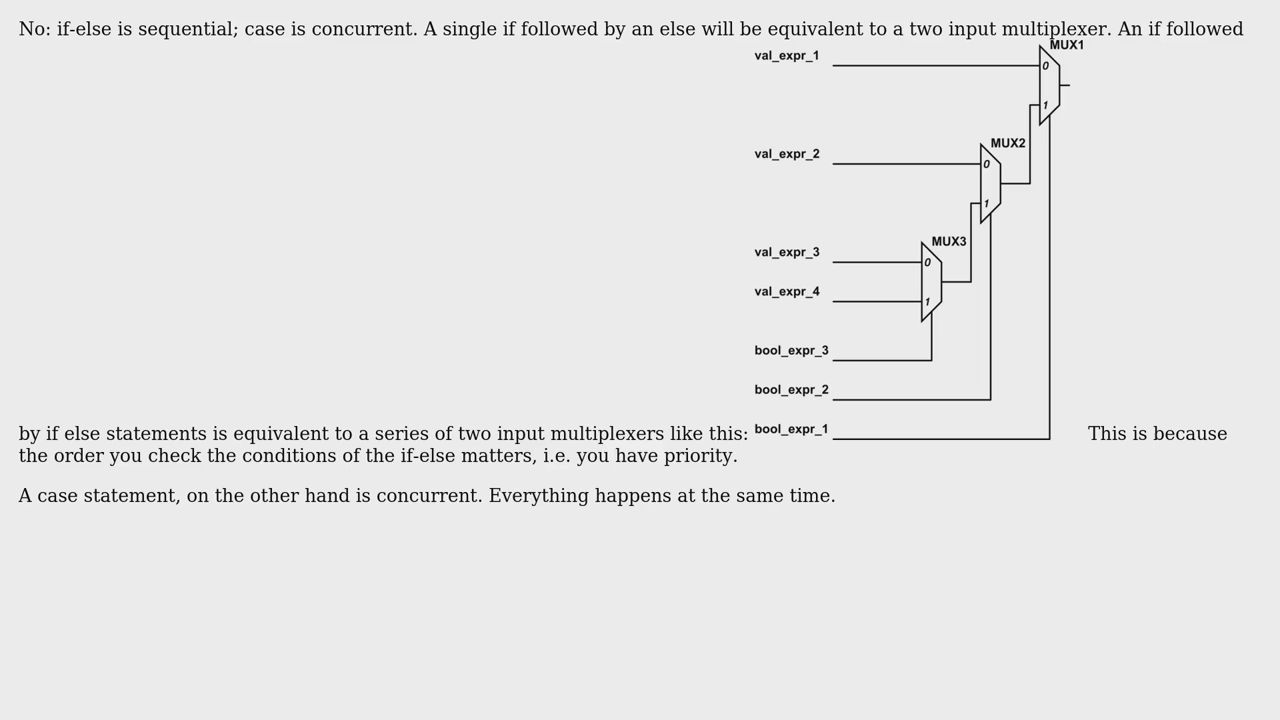 No: if-else is sequential; case is concurrent. A single if followed by an else will be equivalent to a two input multiplexer. An if followed
MUX1
val_expr_1
0
1
MUX2
val_expr_2
0
1
MUX3
val_expr_3
0
val_expr_4
1
bool_expr_3
bool_expr_2
bool_expr_1
by if else statements is equivalent to a series of two input multiplexers like this:
This is because
the order you check the conditions of the if-else matters, i.e. you have priority.
A case statement, on the other hand is concurrent. Everything happens at the same time.